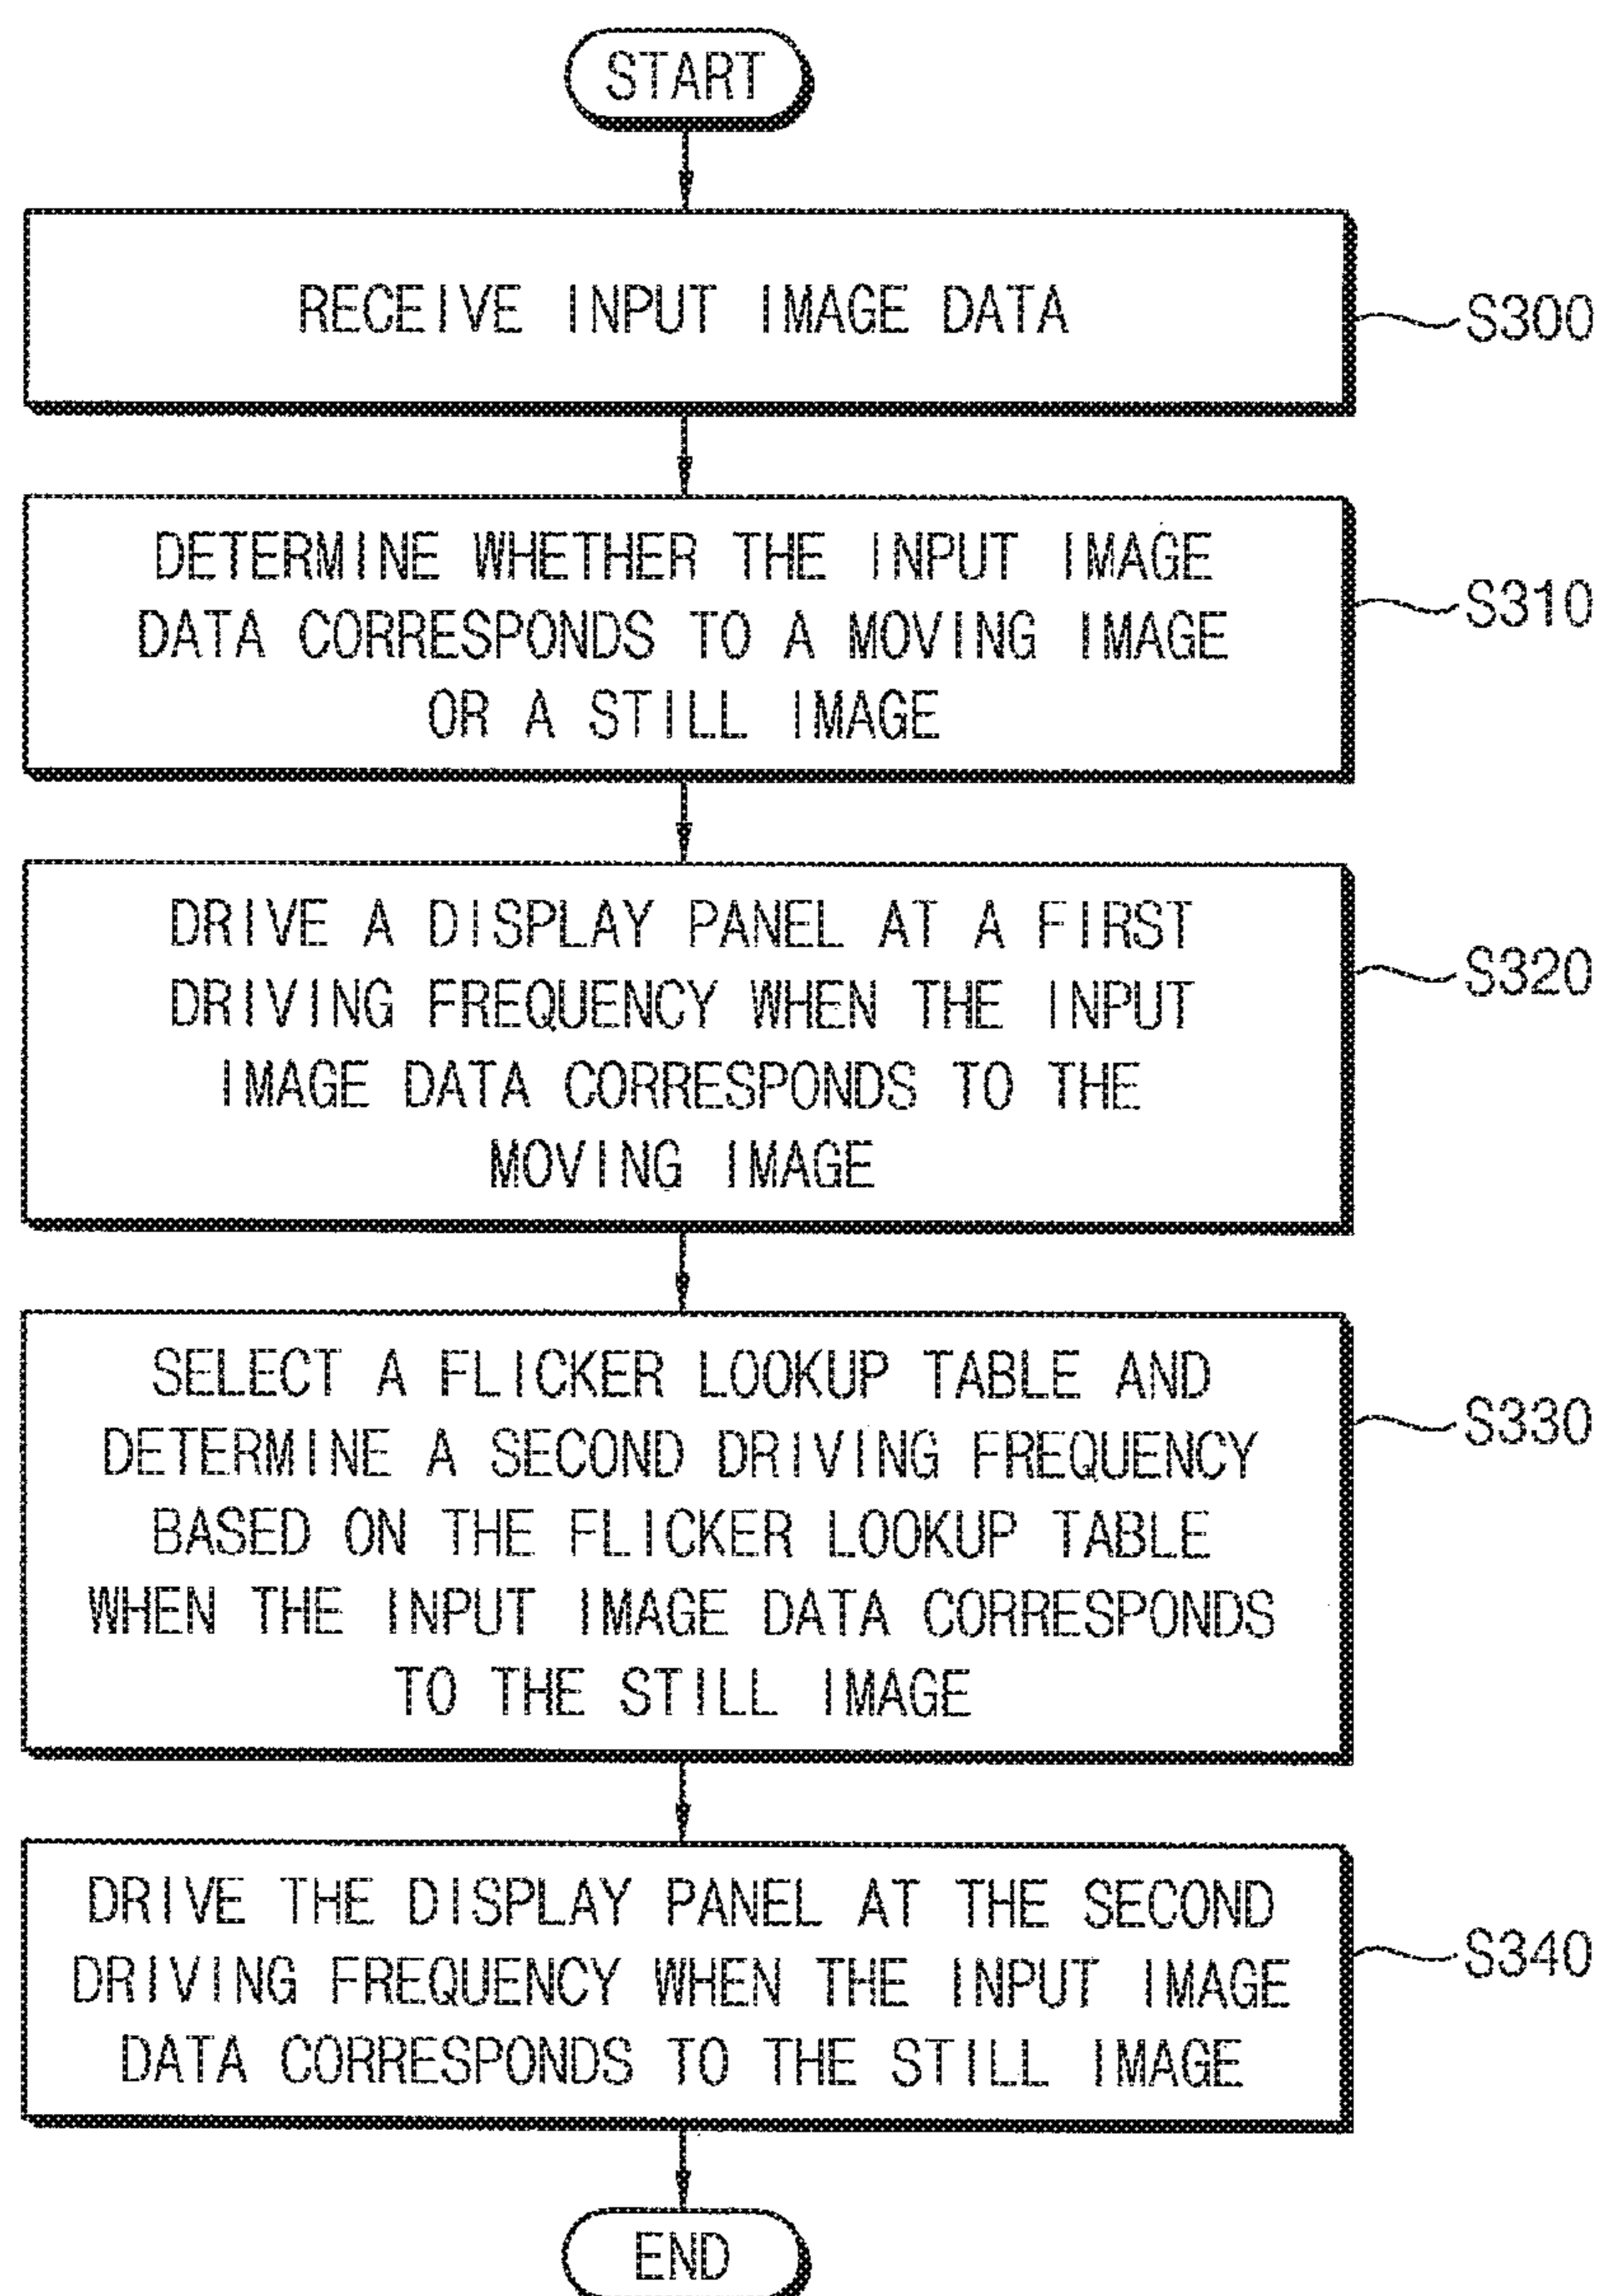 START
RECEIVE INPUT IMAGE DATA
S300
DETERMINE WHETHER THE INPUT IMAGE
DATA CORRESPONDS TO A MOVING IMAGE
OR A STILL IMAGE
S310
DRIVE A DISPLAY PANEL AT A FIRST
DRIVING FREQUENCY WHEN THE INPUT
IMAGE DATA CORRESPONDS TO THE
MOVING IMAGE
S320
SELECT A FLICKER LOOKUP TABLE AND
DETERMINE A SECOND DRIVING FREQUENCY
BASED ON THE FLICKER LOOKUP TABLE
WHEN THE INPUT IMAGE DATA CORRESPONDS
TO THE STILL IMAGE
S330
DRIVE THE DISPLAY PANEL AT THE SECOND
DRIVING FREQUENCY WHEN THE INPUT IMAGE
DATA CORRESPONDS TO THE STILL IMAGE
S340
END